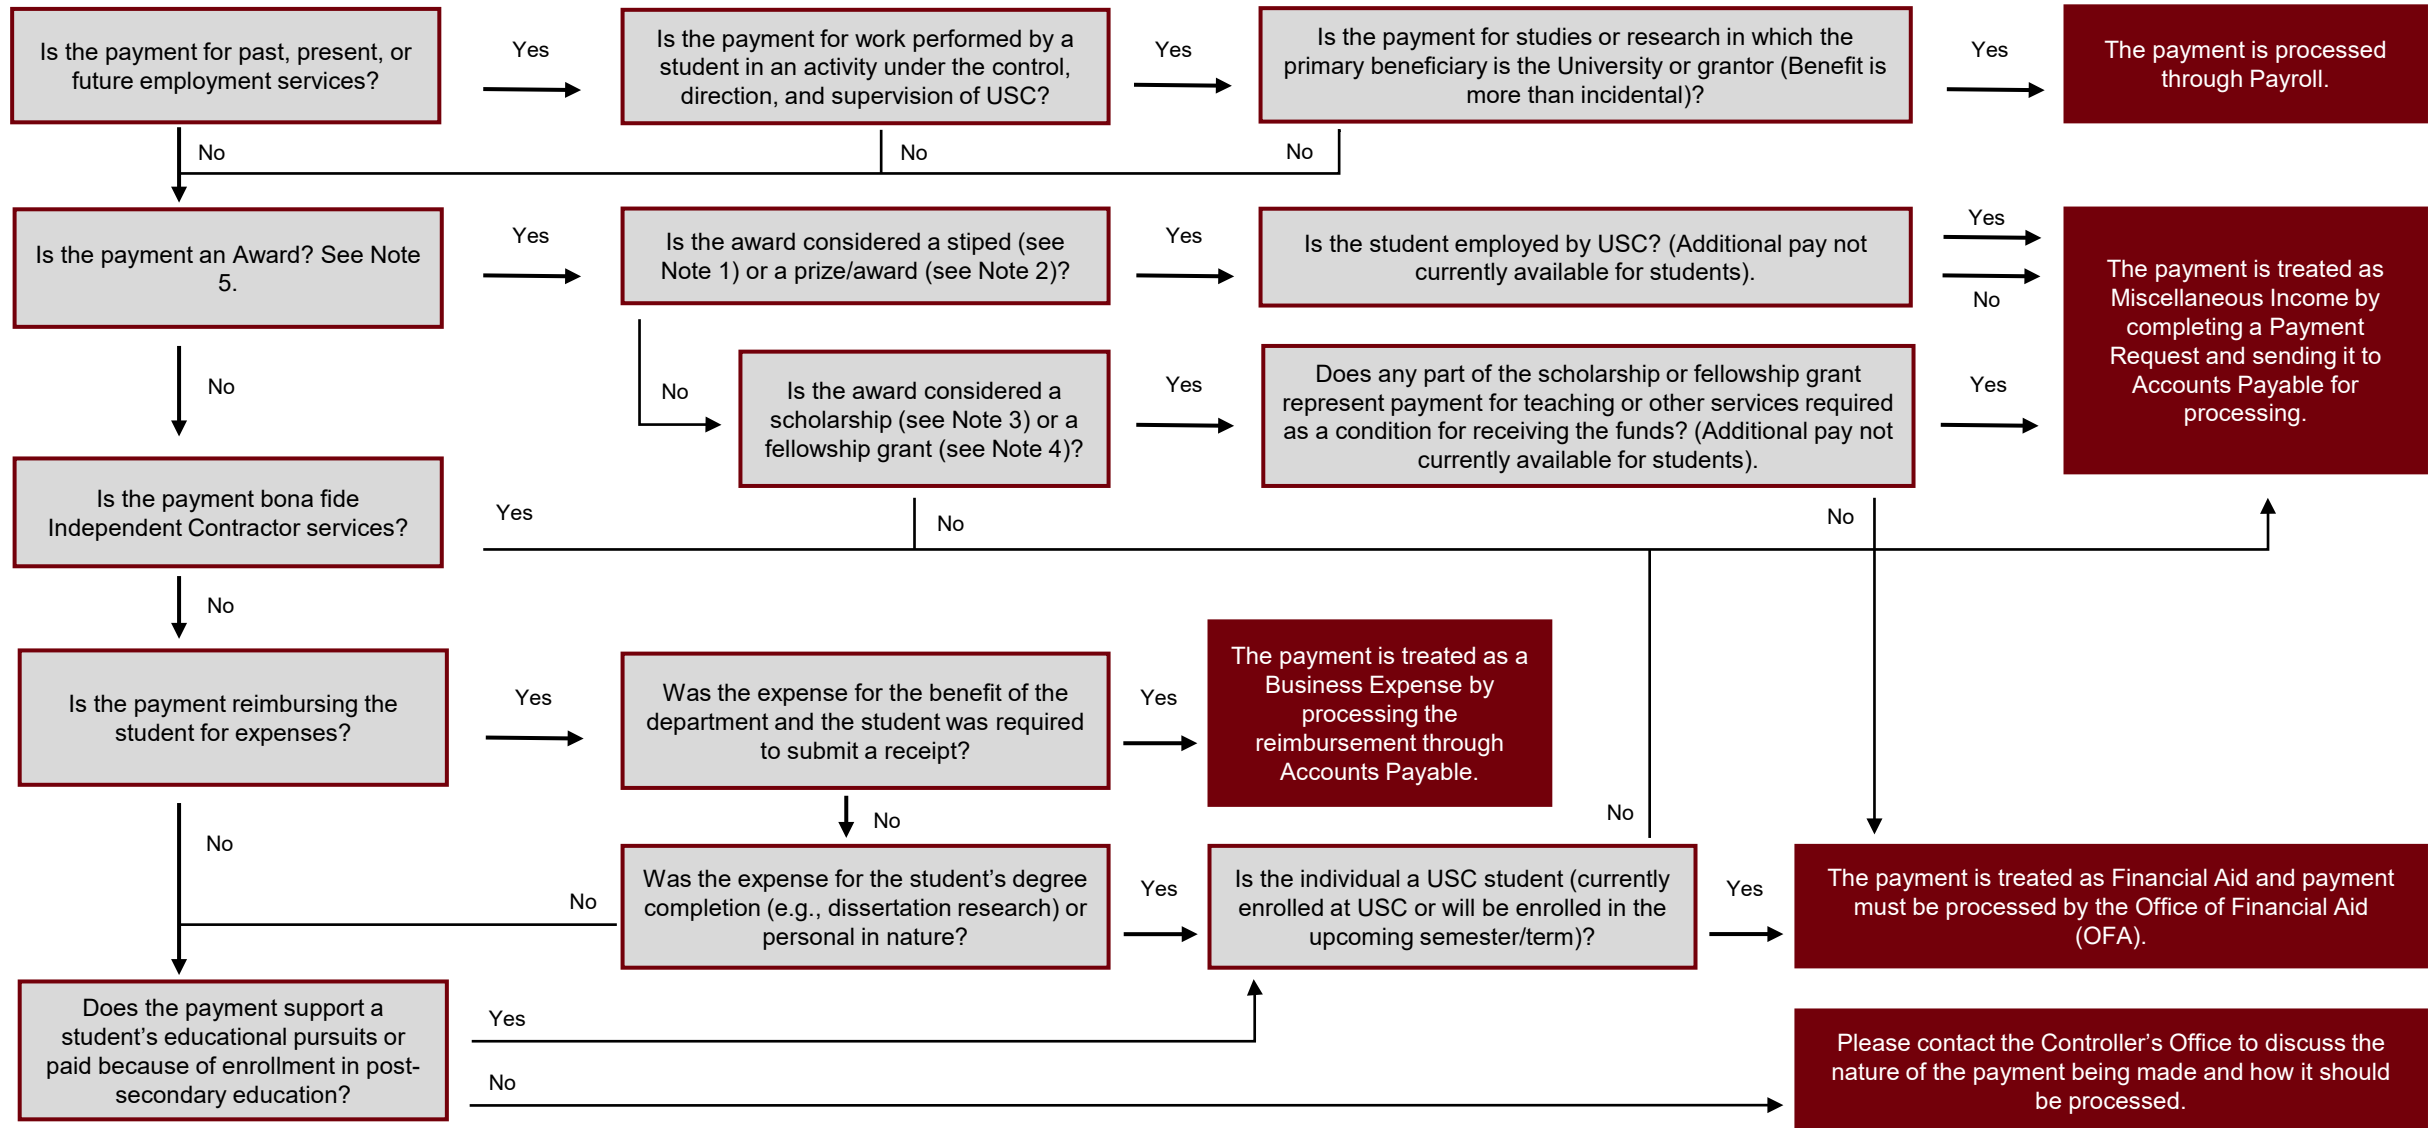 Is the payment for past, present, or
future employment services?
Yes
Is the payment for work performed by a
student in an activity under the control,
direction, and supervision of USC?
Yes
Is the payment for studies or research in which the
primary beneficiary is the University or grantor (Benefit is
more than incidental)?
Yes
The payment is processed
through Payroll.
No
No
No
Is the payment an Award? See Note
5.
Yes
Is the award considered a stiped (see
Note 1) or a prize/award (see Note 2)?
Yes
Is the student employed by USC? (Additional pay not
currently available for students).
Yes
No
The payment is treated as
Miscellaneous Income by
completing a Payment
Request and sending it to
Accounts Payable for
processing.
No
No
Is the award considered a
scholarship (see Note 3) or a
fellowship grant (see Note 4)?
Yes
Does any part of the scholarship or fellowship grant
represent payment for teaching or other services required
as a condition for receiving the funds? (Additional pay not
currently available for students).
Yes
Is the payment bona fide
Independent Contractor services?
Yes
No
No
No
Is the payment reimbursing the
student for expenses?
Yes
Was the expense for the benefit of the
department and the student was required
to submit a receipt?
Yes
The payment is treated as a
Business Expense by
processing the
reimbursement through
Accounts Payable.
No
No
No
No
Was the expense for the student’s degree
completion (e.g., dissertation research) or
personal in nature?
Yes
Is the individual a USC student (currently
enrolled at USC or will be enrolled in the
upcoming semester/term)?
Yes
The payment is treated as Financial Aid and payment
must be processed by the Office of Financial Aid
(OFA).
Does the payment support a
student’s educational pursuits or
paid because of enrollment in post-
secondary education?
Yes
No
Please contact the Controller’s Office to discuss the
nature of the payment being made and how it should
be processed.